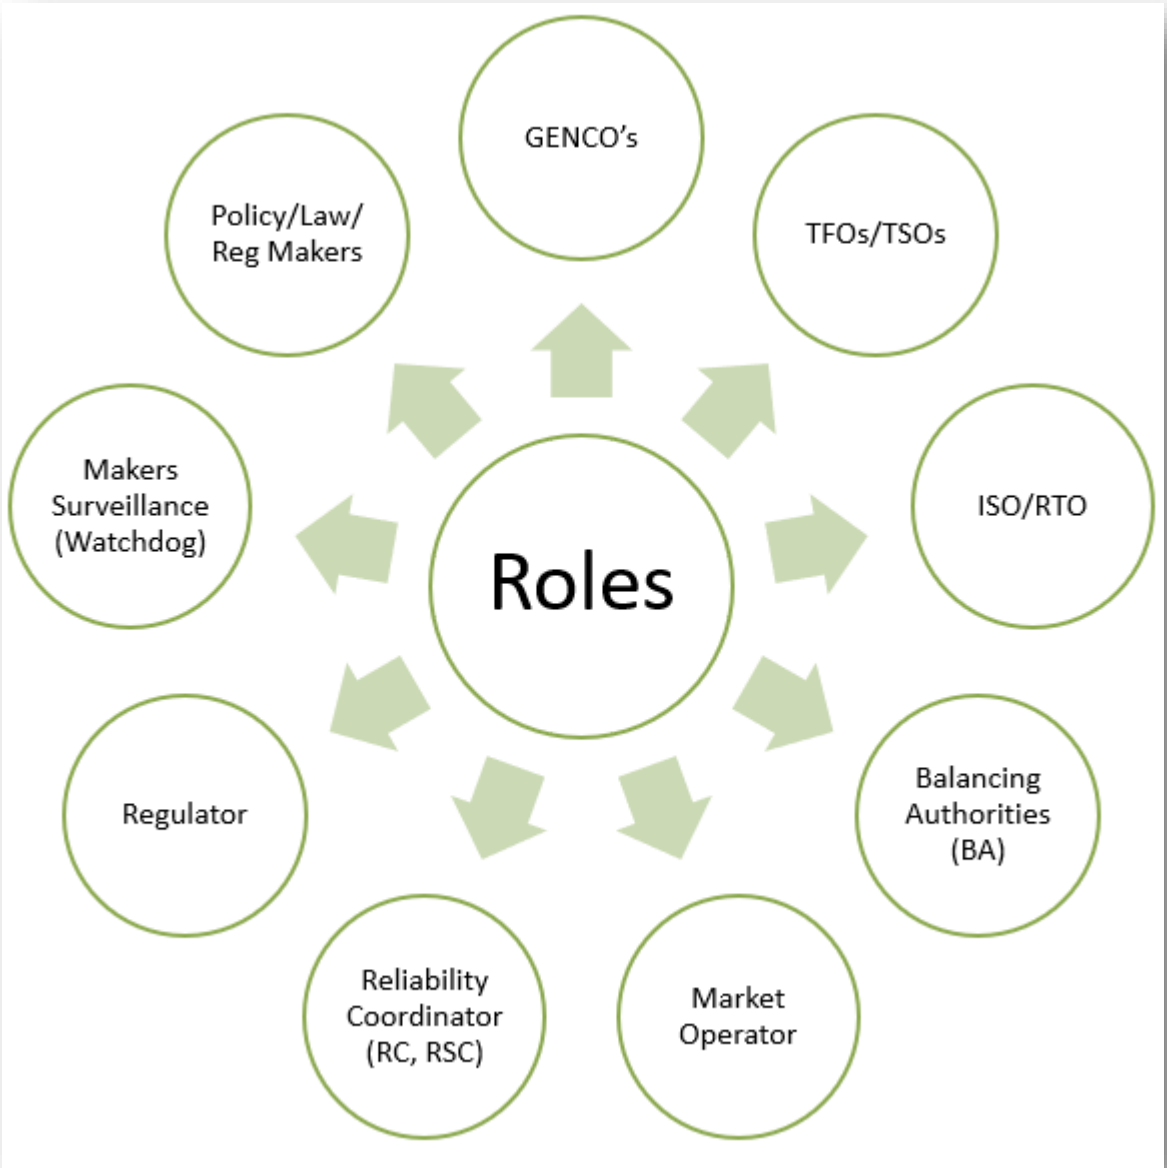 GENCO’s
TFOs/TSOs
ISO/RTO
Balancing
Authorities
(BA)
Market
Operator
Reliability
Coordinator
(RC, RSC)
Regulator
Makers
Surveillance
(Watchdog)
Policy/Law/
Reg Makers
Roles